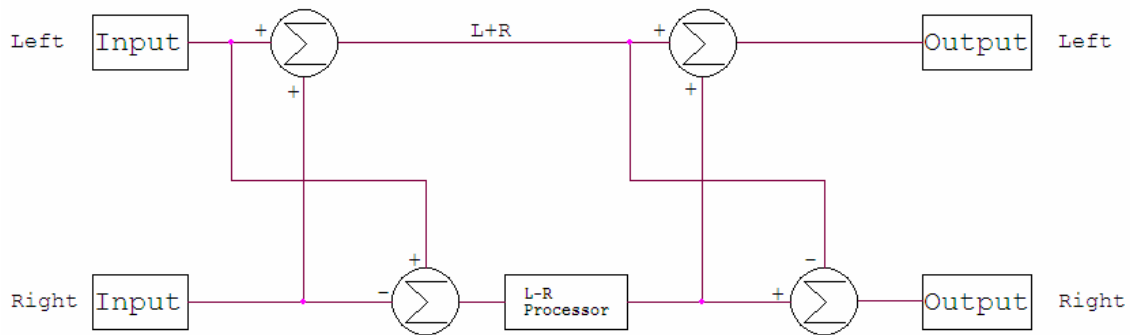 Left Input + Σ L+R + Σ Output Left
+ +
+ -
Right Input - Σ L-R Processor + Σ Output Right